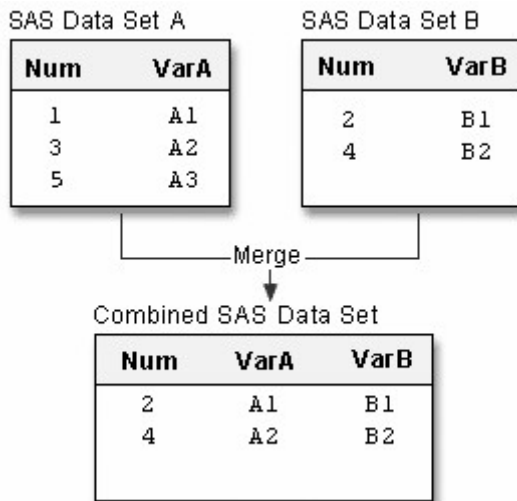 SAS Data Set A
Num VarA
1 A1
3 A2
5 A3
SAS Data Set B
Num VarB
2 B1
4 B2
Merge
Combined SAS Data Set
Num VarA VarB
2 A1 B1
4 A2 B2